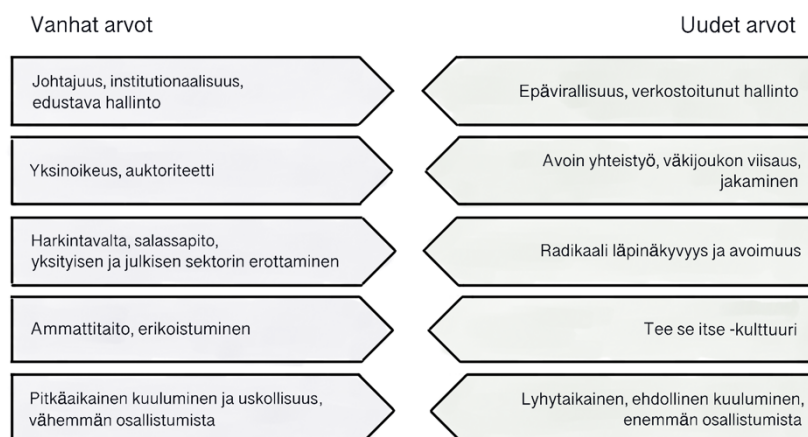 Vanhat arvot
Uudet arvot
Johtajuus, institutionaalisuus,
edustava hallinto
Epävirallisuus, verkostoitunut hallinto
Yksinoikeus, auktoriteetti
Avoin yhteistyö, väkijoukon viisaus,
jakaminen
Harkintavalta, salassapito,
yksityisen ja julkisen sektorin erottaminen
Radikaali läpinäkyvyys ja avoimuus
Ammattitaito, erikoistuminen
Tee se itse -kulttuuri
Pitkäaikainen kuuluminen ja uskollisuus,
vähemmän osallistumista
Lyhytaikainen, ehdollinen kuuluminen,
enemmän osallistumista